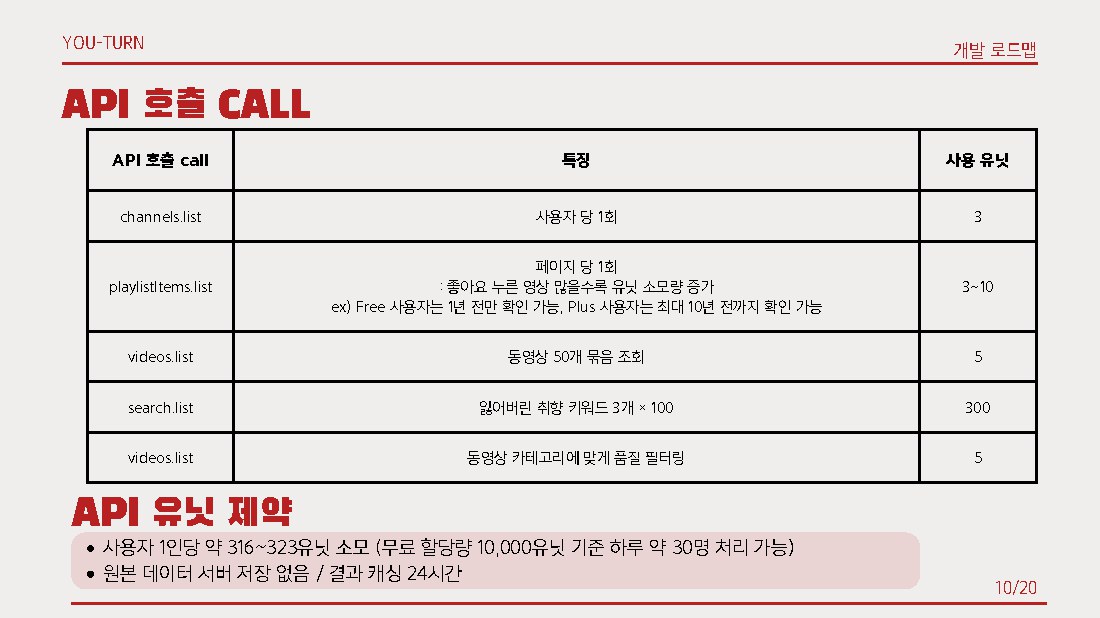 YOU-TURN
개발 로드맵
API 호출 CALL
API 호출 call
특징
사용 유닛
channels.list
사용자 당 1회
3
playlistItems.list
페이지 당 1회
: 좋아요 누른 영상 많을수록 유닛 소모량 증가
ex) Free 사용자는 1년 전만 확인 가능, Plus 사용자는 최대 10년 전까지 확인 가능
3~10
videos.list
동영상 50개 묶음 조회
5
search.list
잃어버린 취향 키워드 3개 × 100
300
videos.list
동영상 카테고리에 맞게 품질 필터링
5
API 유닛 제약
• 사용자 1인당 약 316~323유닛 소모 (무료 할당량 10,000유닛 기준 하루 약 30명 처리 가능)
• 원본 데이터 서버 저장 없음 / 결과 캐싱 24시간
10/20